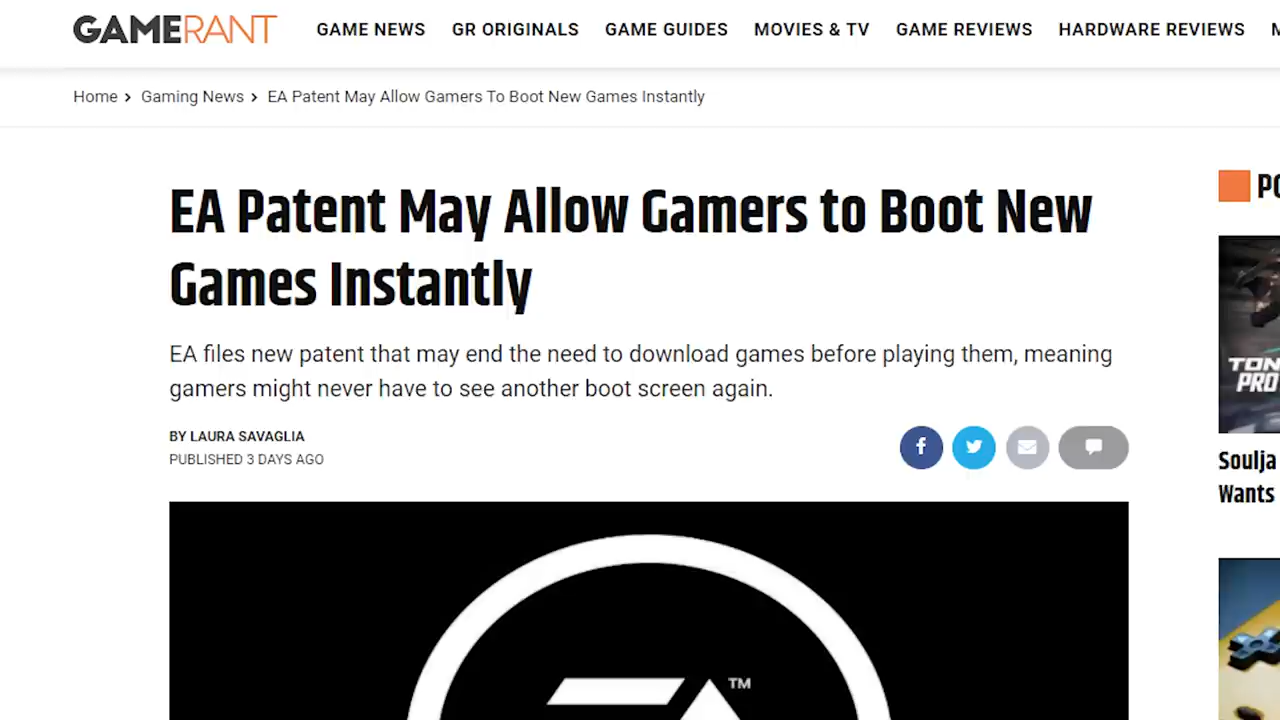 GAMERANT GAME NEWS GR ORIGINALS GAME GUIDES MOVIES & TV GAME REVIEWS HARDWARE REVIEWS
Home > Gaming News > EA Patent May Allow Gamers To Boot New Games Instantly
EA Patent May Allow Gamers to Boot New
Games Instantly
EA files new patent that may end the need to download games before playing them, meaning
gamers might never have to see another boot screen again.
BY LAURA SAVAGLIA
PUBLISHED 3 DAYS AGO
EA
TM
TON
PRO
Soulja
Wants